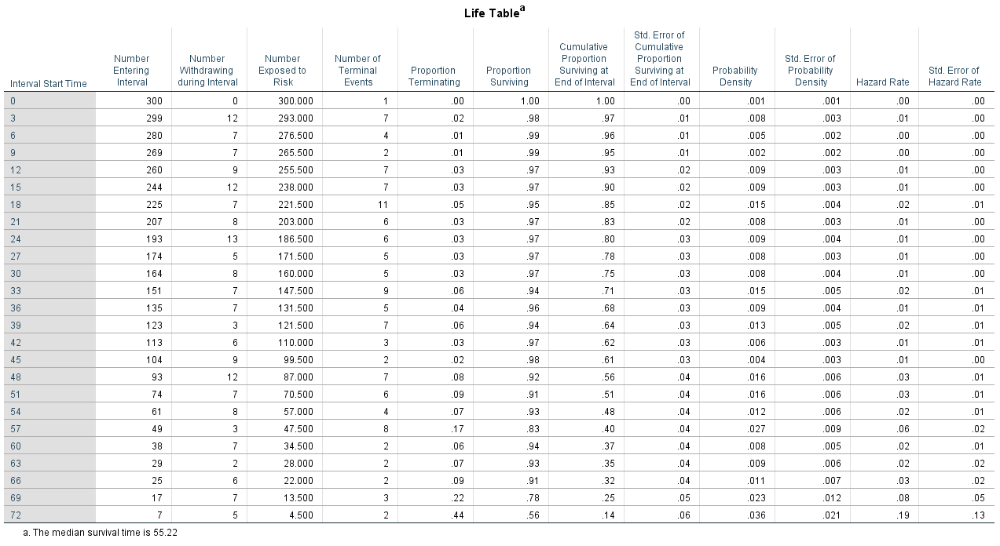 Life Tableᵃ
Interval Start Time Number Entering Interval Number Withdrawing during Interval Number Exposed to Risk Number of Terminal Events Proportion Terminating Proportion Surviving Cumulative Proportion Surviving at End of Interval Std. Error of Cumulative Proportion Surviving at End of Interval Probability Density Std. Error of Probability Density Hazard Rate Std. Error of Hazard Rate
0 300 0 300.000 1 .00 1.00 1.00 .00 .001 .001 .00 .00
3 299 12 293.000 7 .02 .98 .97 .01 .008 .003 .01 .00
6 280 7 276.500 4 .01 .99 .96 .01 .005 .002 .00 .00
9 269 7 265.500 2 .01 .99 .95 .01 .002 .002 .00 .00
12 260 9 255.500 7 .03 .97 .93 .02 .009 .003 .01 .00
15 244 12 238.000 7 .03 .97 .90 .02 .009 .003 .01 .00
18 225 7 221.500 11 .05 .95 .85 .02 .015 .004 .02 .01
21 207 8 203.000 6 .03 .97 .83 .02 .008 .003 .01 .00
24 193 13 186.500 6 .03 .97 .80 .03 .009 .004 .01 .00
27 174 5 171.500 5 .03 .97 .78 .03 .008 .003 .01 .00
30 164 8 160.000 5 .03 .97 .75 .03 .008 .004 .01 .00
33 151 7 147.500 9 .06 .94 .71 .03 .015 .005 .02 .01
36 135 7 131.500 5 .04 .96 .68 .03 .009 .004 .01 .01
39 123 3 121.500 7 .06 .94 .64 .03 .013 .005 .02 .01
42 113 6 110.000 3 .03 .97 .62 .03 .006 .003 .01 .01
45 104 9 99.500 2 .02 .98 .61 .03 .004 .003 .01 .00
48 93 12 87.000 7 .08 .92 .56 .04 .016 .006 .03 .01
51 74 7 70.500 6 .09 .91 .51 .04 .016 .006 .03 .01
54 61 8 57.000 4 .07 .93 .48 .04 .012 .006 .02 .01
57 49 3 47.500 8 .17 .83 .40 .04 .027 .009 .06 .02
60 38 7 34.500 2 .06 .94 .37 .04 .008 .006 .02 .01
63 29 2 28.000 2 .07 .93 .35 .04 .009 .006 .02 .02
66 25 6 22.000 2 .09 .91 .32 .04 .011 .007 .03 .02
69 17 7 13.500 3 .22 .78 .25 .05 .023 .012 .08 .05
72 7 5 4.500 2 .44 .56 .14 .06 .036 .021 .19 .13
a. The median survival time is 55.22